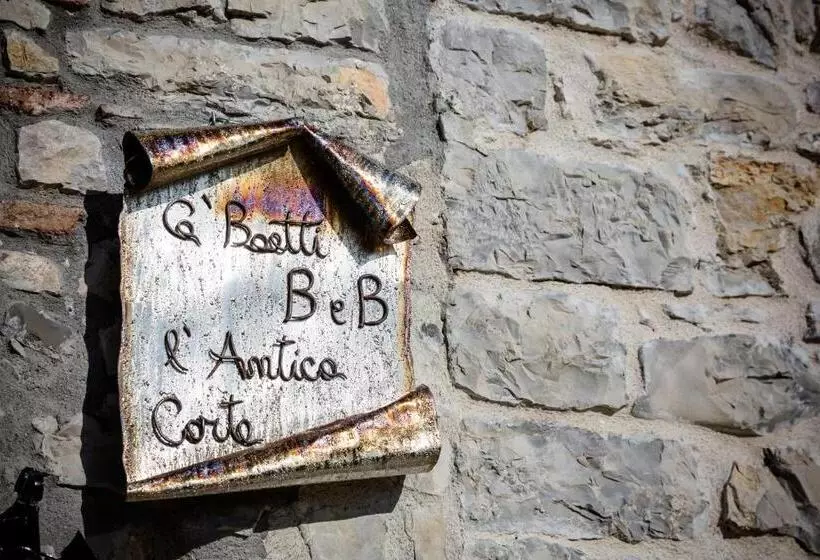 Ca' Boetti
B e B
l' Antica
Corte